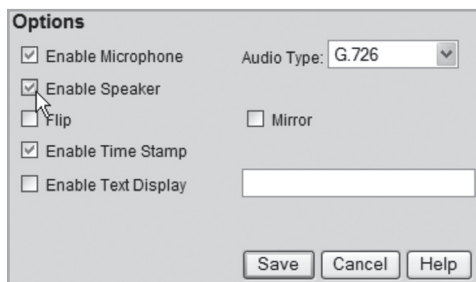 Options
Enable Microphone Audio Type: G.726
Enable Speaker
Flip Mirror
Enable Time Stamp
Enable Text Display
Save Cancel Help